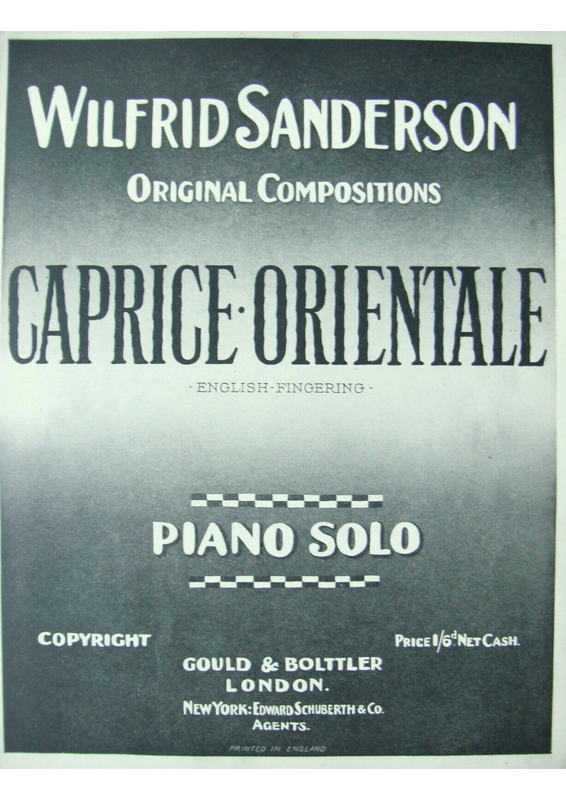 WILFRID SANDERSON
ORIGINAL COMPOSITIONS
CAPRICE·ORIENTALE
- ENGLISH-FINGERING -
PIANO SOLO
COPYRIGHT
PRICE 1/6ᵈ NET CASH.
GOULD & BOLTTLER
LONDON.
NEW YORK: EDWARD SCHUBERTH & CO.
AGENTS.
PRINTED IN ENGLAND